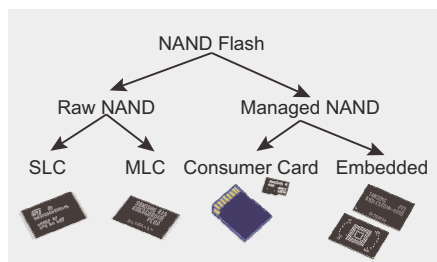 NAND Flash
Raw NAND Managed NAND
SLC MLC Consumer Card Embedded